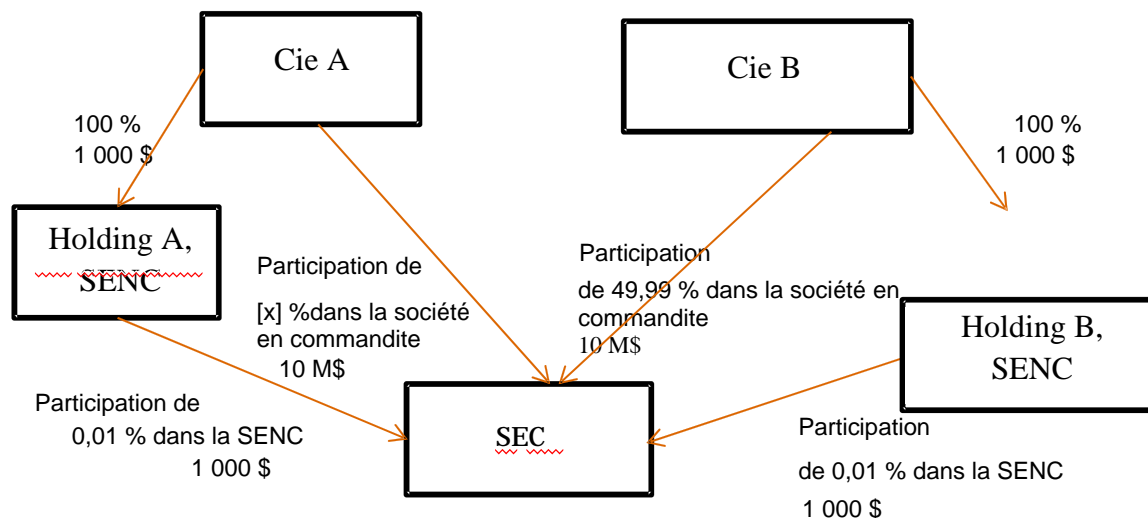 Cie A
Cie B
100 %
1 000 $
100 %
1 000 $
Holding A,
SENC
Participation de
[x] %dans la société
en commandite
10 M$
Participation
de 49,99 % dans la société en
commandite
10 M$
Holding B,
SENC
Participation de
0,01 % dans la SENC
1 000 $
SEC
Participation
de 0,01 % dans la SENC
1 000 $